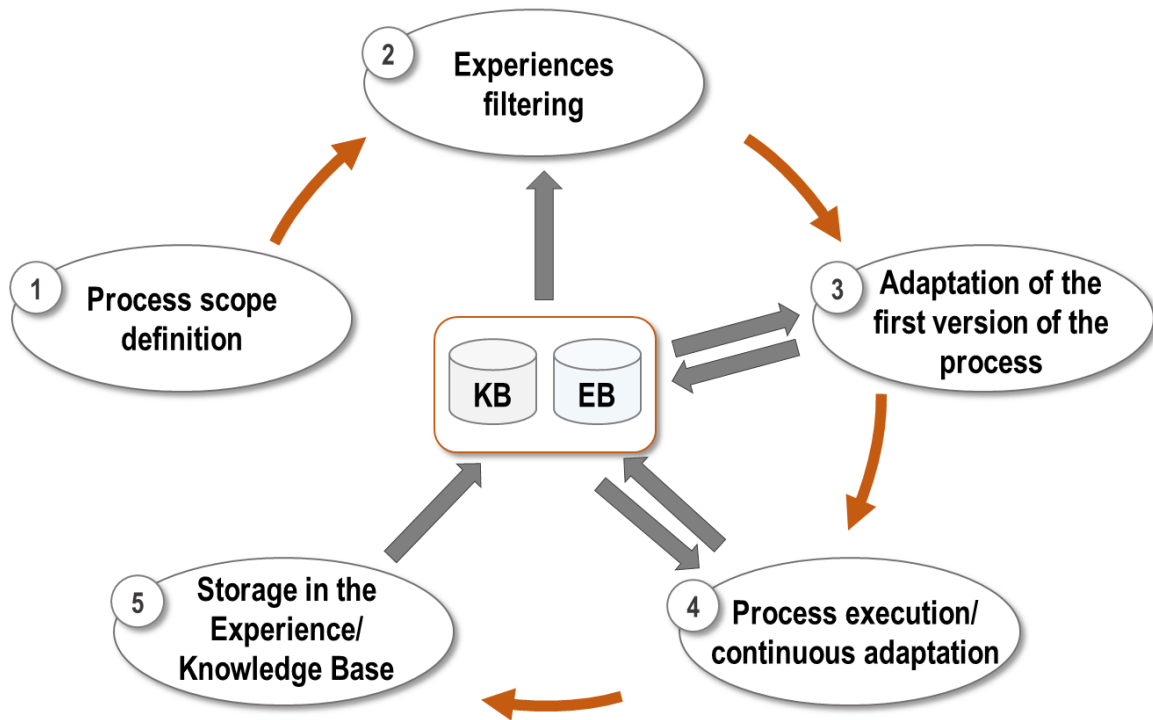 2
Experiences
filtering
1
Process scope
definition
3
Adaptation of the
first version of the
process
KB
EB
5
Storage in the
Experience/
Knowledge Base
4
Process execution/
continuous adaptation